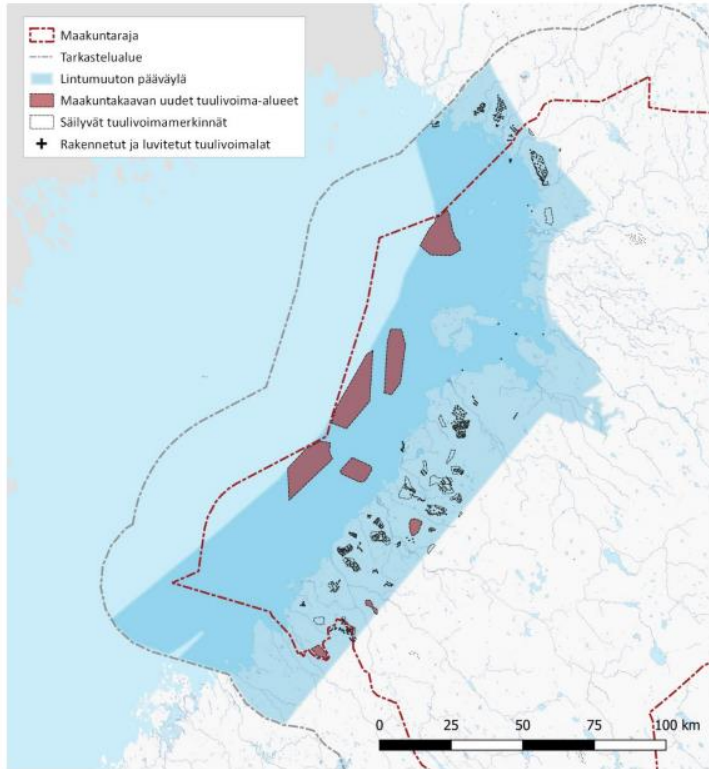 Maakuntaraja
Tarkastelualue
Lintumuuton pääväylä
Maakuntakaavan uudet tuulivoima-alueet
Säilyvät tuulivoimamerkinnät
Rakennetut ja luvitetut tuulivoimalat
0 25 50 75 100 km